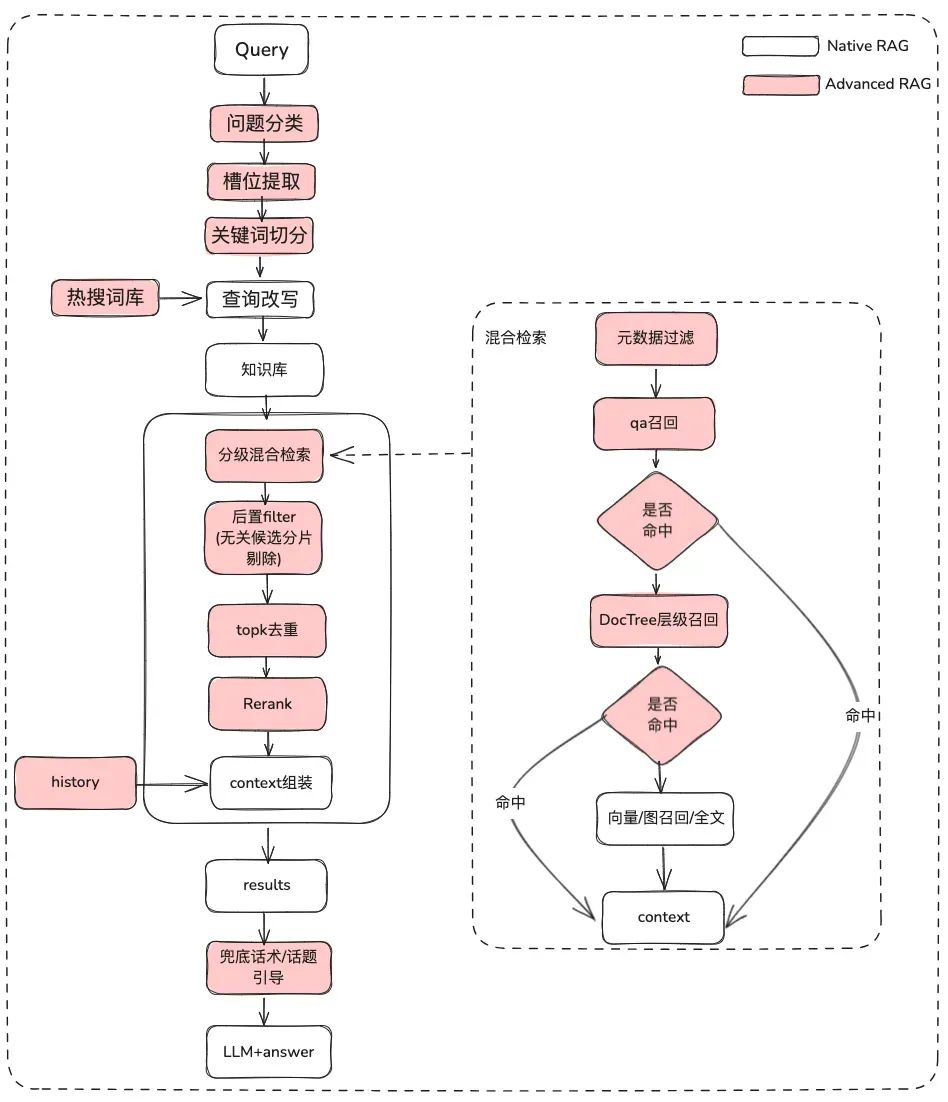 Query
Native RAG
Advanced RAG
问题分类
槽位提取
关键词切分
热搜词库
查询改写
知识库
分级混合检索
后置filter
(无关候选分片
剔除)
topk去重
Rerank
history
context组装
results
兜底话术/话题
引导
LLM+answer
混合检索
元数据过滤
qa召回
是否
命中
DocTree层级召回
是否
命中
命中
命中
向量/图召回/全文
context